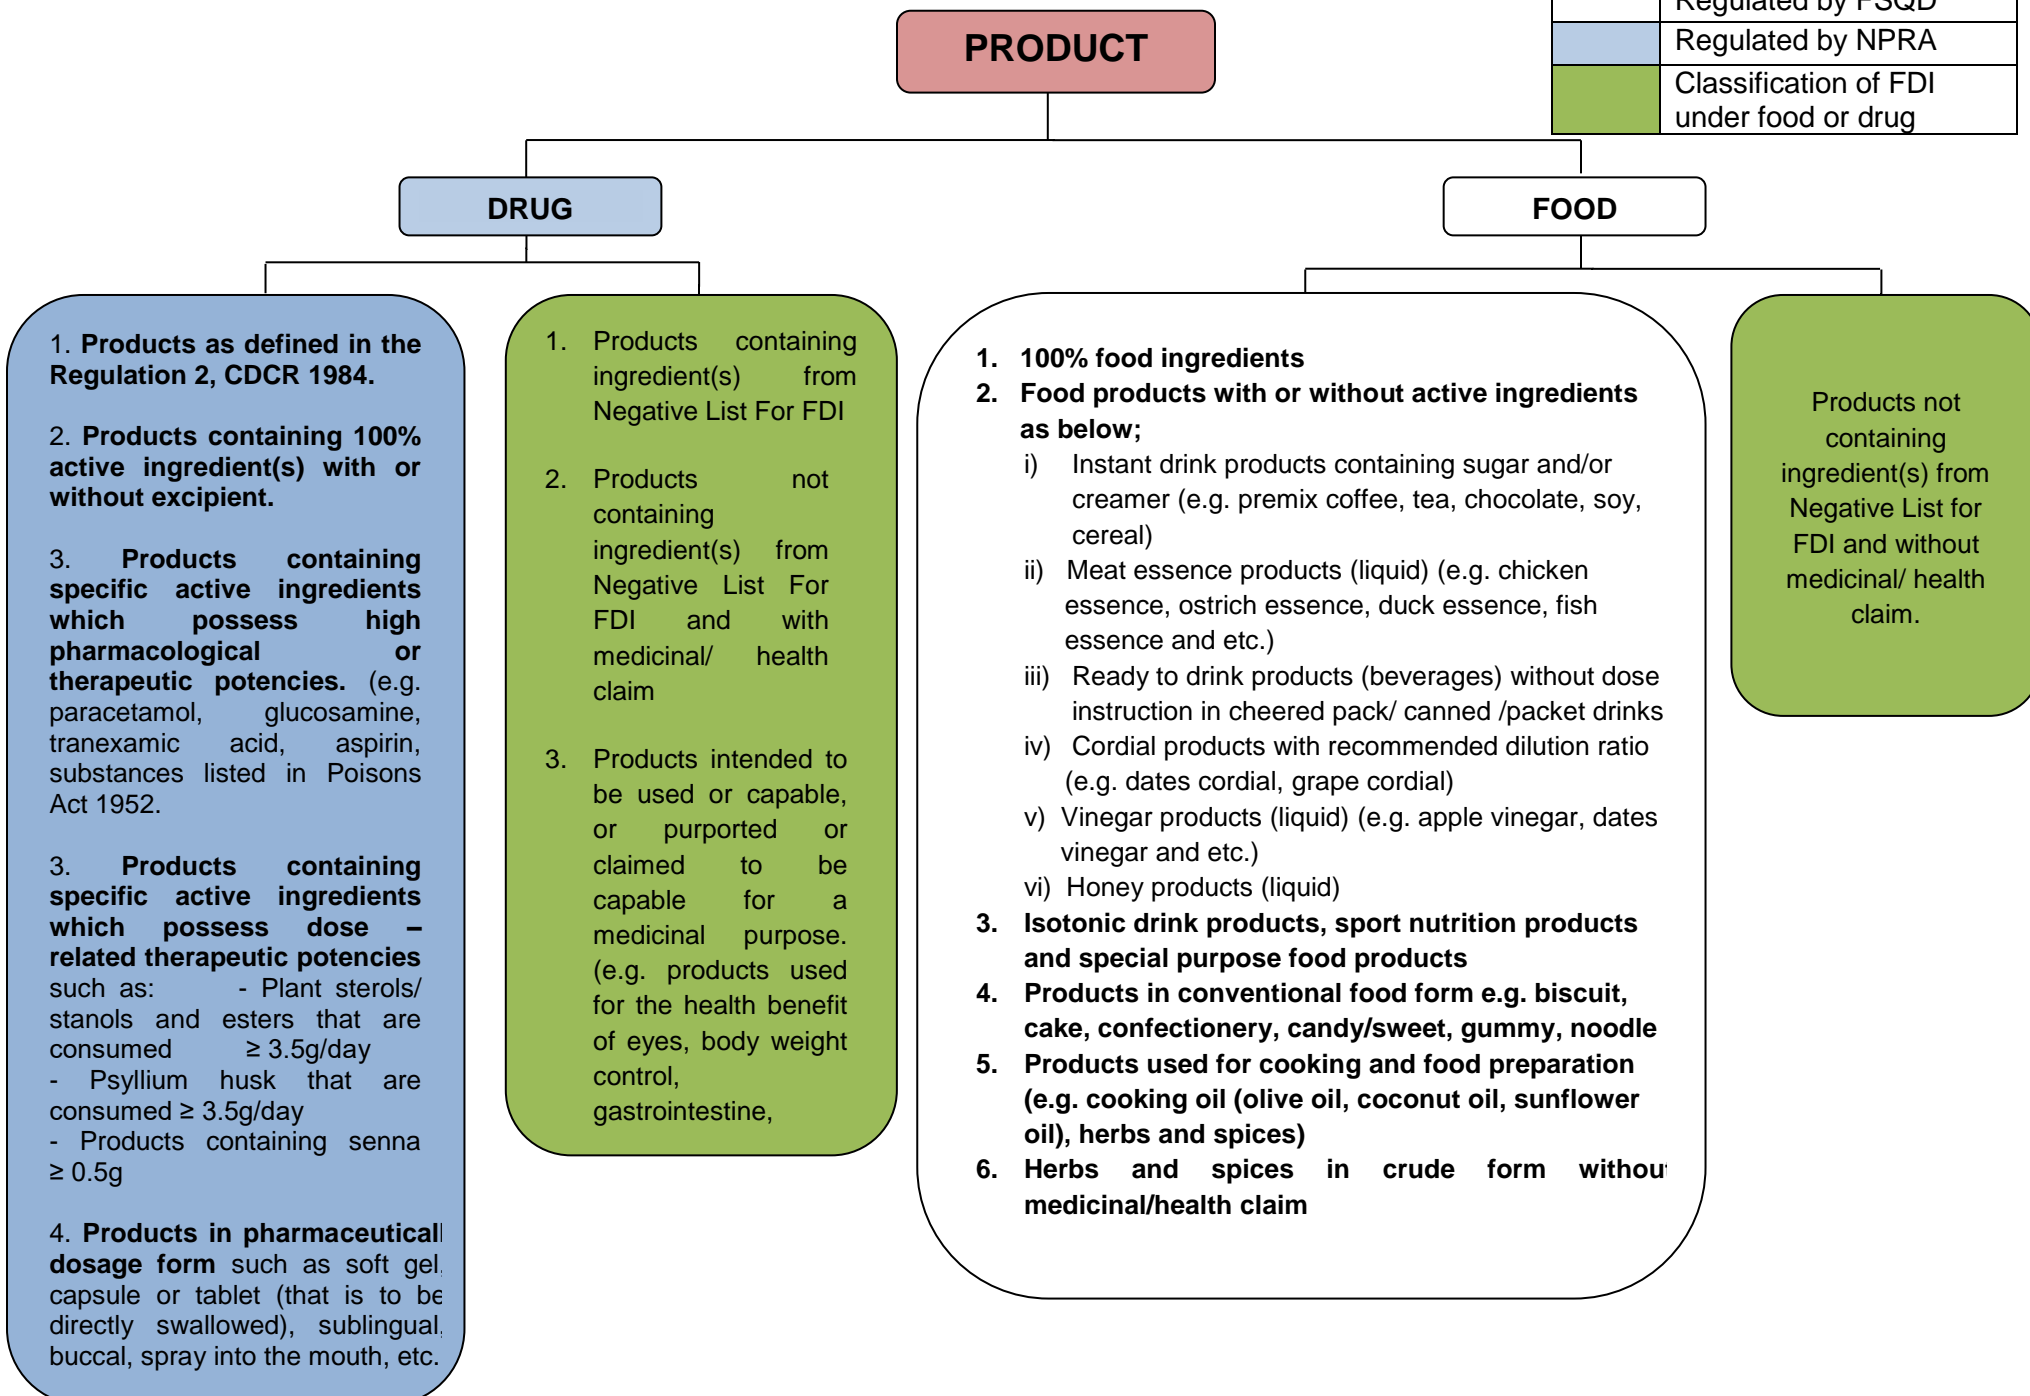 Regulated by FSQD
Regulated by NPRA
Classification of FDI
under food or drug
PRODUCT
DRUG
FOOD
1. Products as defined in the
Regulation 2, CDCR 1984.
2. Products containing 100%
active ingredient(s) with or
without excipient.
3. Products containing
specific active ingredients
which possess high
pharmacological or
therapeutic potencies. (e.g.
paracetamol, glucosamine,
tranexamic acid, aspirin,
substances listed in Poisons
Act 1952.
3. Products containing
specific active ingredients
which possess dose –
related therapeutic potencies
such as: - Plant sterols/
stanols and esters that are
consumed ≥ 3.5g/day
- Psyllium husk that are
consumed ≥ 3.5g/day
- Products containing senna
≥ 0.5g
4. Products in pharmaceutical
dosage form such as soft gel,
capsule or tablet (that is to be
directly swallowed), sublingual,
buccal, spray into the mouth, etc.
1. Products containing
ingredient(s) from
Negative List For FDI
2. Products not
containing
ingredient(s) from
Negative List For
FDI and with
medicinal/ health
claim
3. Products intended to
be used or capable,
or purported or
claimed to be
capable for a
medicinal purpose.
(e.g. products used
for the health benefit
of eyes, body weight
control,
gastrointestine,
1. 100% food ingredients
2. Food products with or without active ingredients
as below;
i) Instant drink products containing sugar and/or
creamer (e.g. premix coffee, tea, chocolate, soy,
cereal)
ii) Meat essence products (liquid) (e.g. chicken
essence, ostrich essence, duck essence, fish
essence and etc.)
iii) Ready to drink products (beverages) without dose
instruction in cheered pack/ canned /packet drinks
iv) Cordial products with recommended dilution ratio
(e.g. dates cordial, grape cordial)
v) Vinegar products (liquid) (e.g. apple vinegar, dates
vinegar and etc.)
vi) Honey products (liquid)
3. Isotonic drink products, sport nutrition products
and special purpose food products
4. Products in conventional food form e.g. biscuit,
cake, confectionery, candy/sweet, gummy, noodle
5. Products used for cooking and food preparation
(e.g. cooking oil (olive oil, coconut oil, sunflower
oil), herbs and spices)
6. Herbs and spices in crude form without
medicinal/health claim
Products not
containing
ingredient(s) from
Negative List for
FDI and without
medicinal/ health
claim.